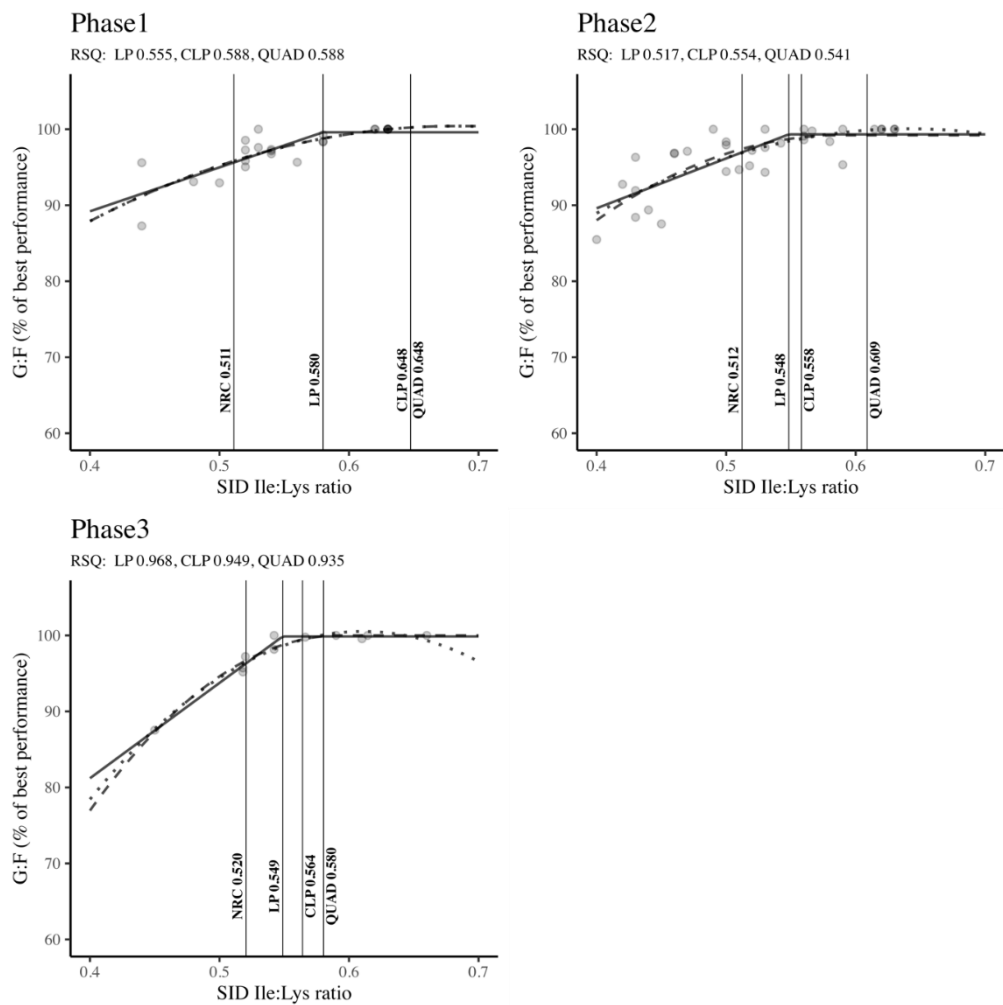 Phase1
RSQ: LP 0.555, CLP 0.588, QUAD 0.588
G:F (% of best performance)
100
90
80
70
60
NRC 0.511
LP 0.580
CLP 0.648
QUAD 0.648
0.4
0.5
0.6
0.7
SID Ile:Lys ratio
Phase2
RSQ: LP 0.517, CLP 0.554, QUAD 0.541
G:F (% of best performance)
100
90
80
70
60
NRC 0.512
LP 0.548
CLP 0.558
QUAD 0.609
0.4
0.5
0.6
0.7
SID Ile:Lys ratio
Phase3
RSQ: LP 0.968, CLP 0.949, QUAD 0.935
G:F (% of best performance)
100
90
80
70
60
NRC 0.520
LP 0.549
CLP 0.564
QUAD 0.580
0.4
0.5
0.6
0.7
SID Ile:Lys ratio